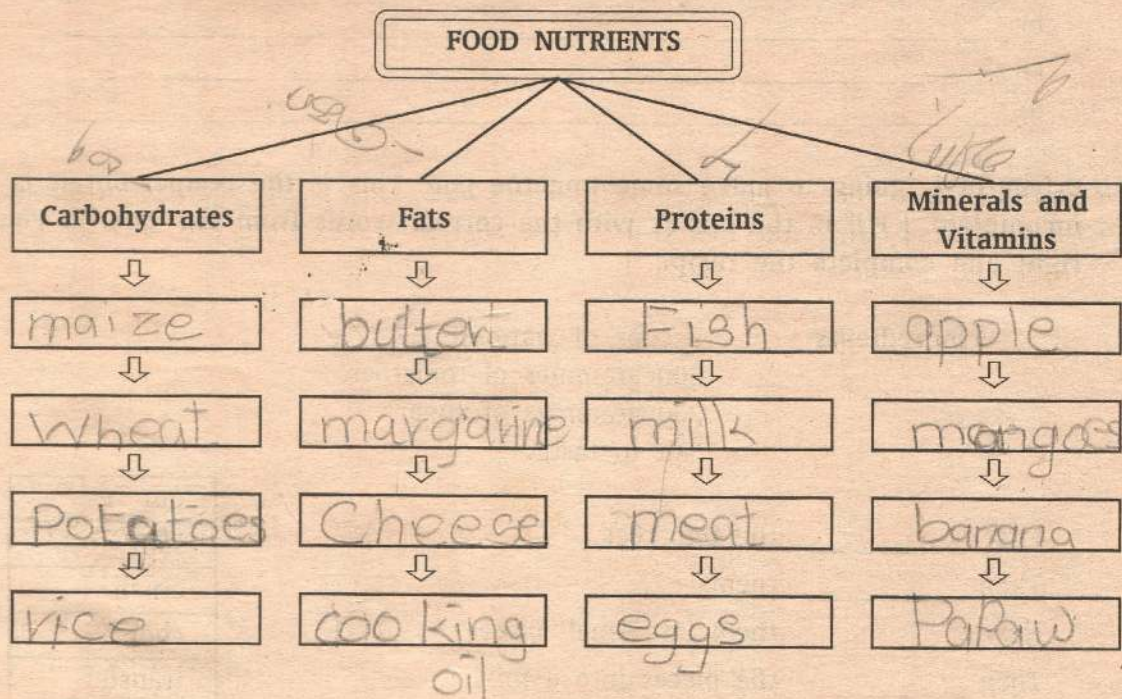 FOOD NUTRIENTS
Carbohydrates
Fats
Proteins
Minerals and
Vitamins
maize
butter
Fish
apple
Wheat
margarine
milk
mangoes
Potatoes
Cheese
meat
banana
rice
cooking
oil
eggs
PaPaw